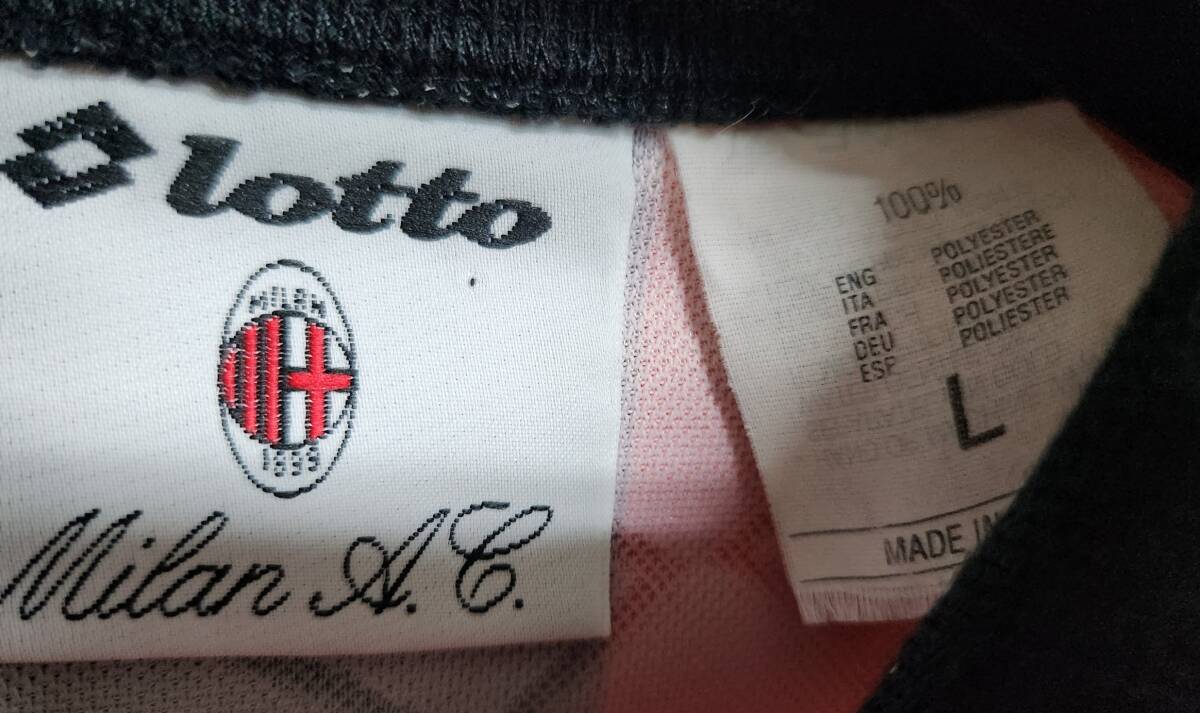 lotto
MILAN
1899
Milan A.C.
100%
ENG POLYESTER
ITA POLIESTERE
FRA POLYESTER
DEU POLYESTER
ESP POLIESTER
L
MADE IN